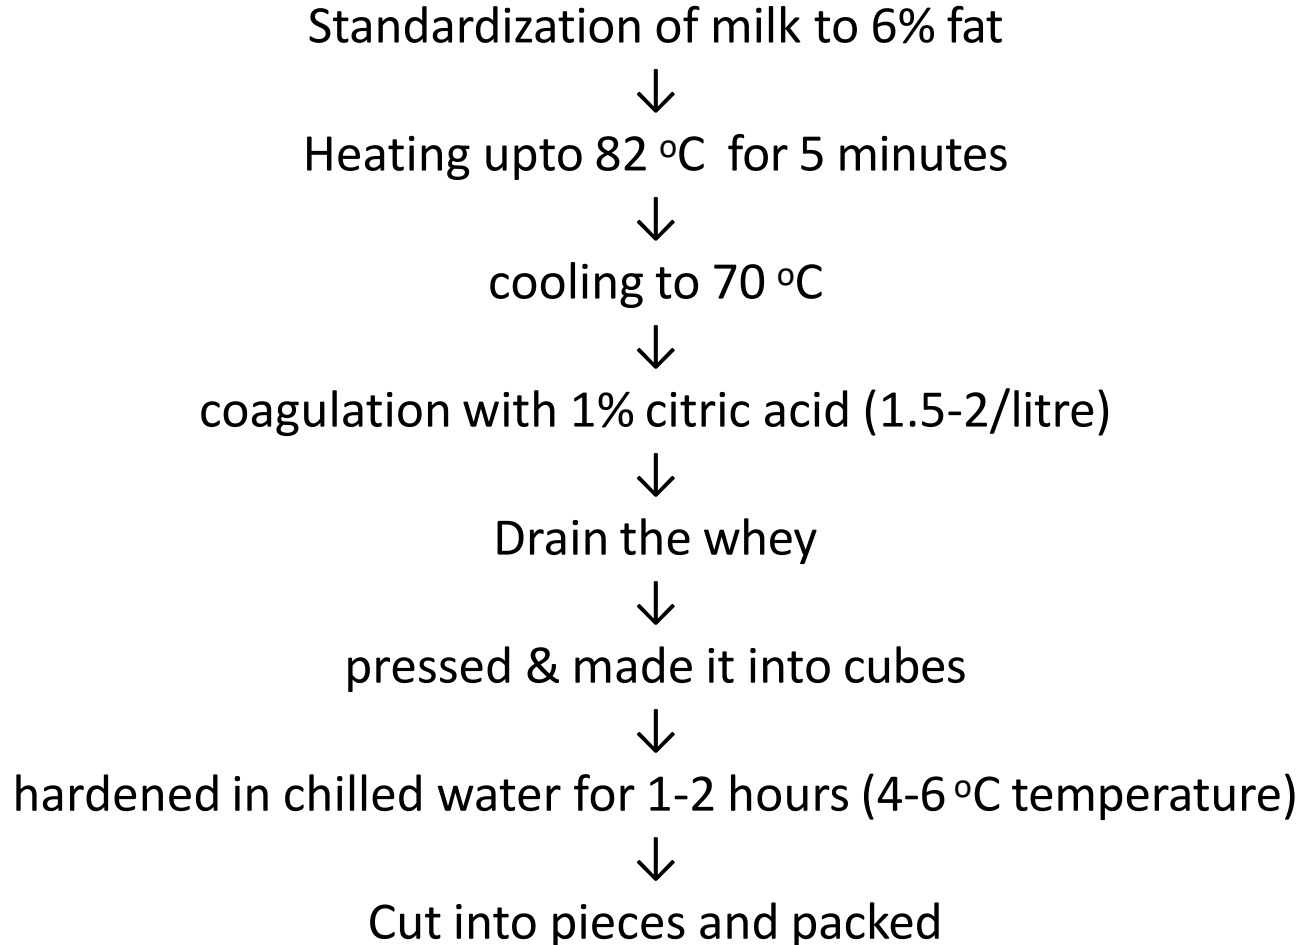 Standardization of milk to 6% fat
↓
Heating upto 82 ºC for 5 minutes
↓
cooling to 70 ºC
↓
coagulation with 1% citric acid (1.5-2/litre)
↓
Drain the whey
↓
pressed & made it into cubes
↓
hardened in chilled water for 1-2 hours (4-6 ºC temperature)
↓
Cut into pieces and packed